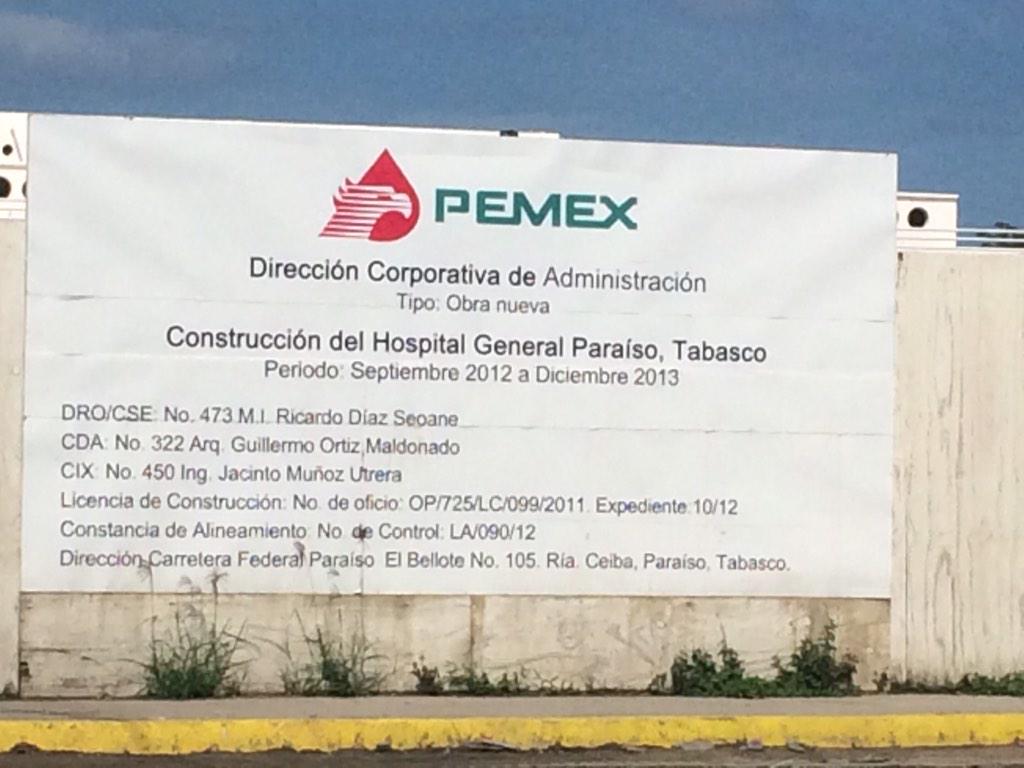 PEMEX
Dirección Corporativa de Administración
Tipo: Obra nueva
Construcción del Hospital General Paraíso, Tabasco
Periodo: Septiembre 2012 a Diciembre 2013
DRO/CSE: No. 473 M.I. Ricardo Díaz Seoane
CDA: No. 322 Arq. Guillermo Ortiz Maldonado
CIX: No. 450 Ing. Jacinto Muñoz Utrera
Licencia de Construcción: No. de oficio: OP/725/LC/099/2011. Expediente 10/12
Constancia de Alineamiento: No. de Control: LA/090/12
Dirección Carretera Federal Paraíso El Bellote No. 105. Ría. Ceiba, Paraíso, Tabasco.